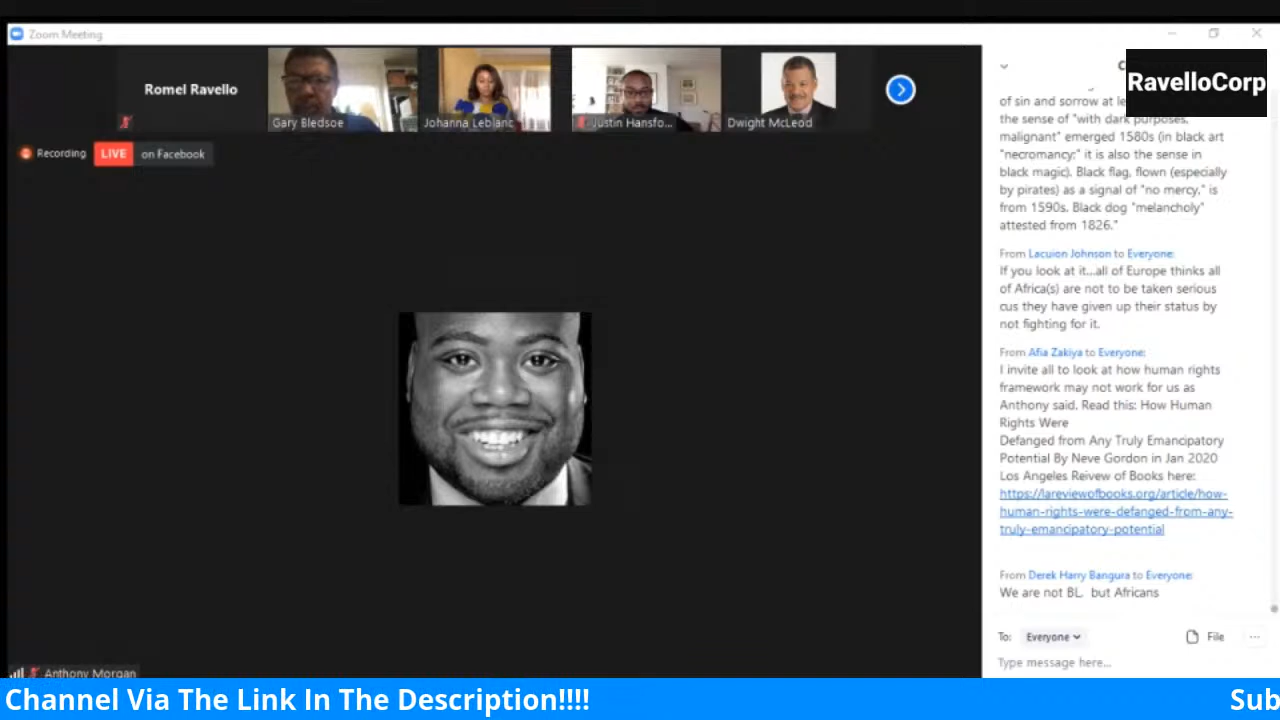 Zoom Meeting
Romel Ravello
Gary Bledsoe
Johanna Leblanc
Justin Hansfo...
Dwight McLeod
Recording
LIVE on Facebook
RavelloCorp
of sin and sorrow at le
the sense of "with dark purposes,
malignant" emerged 1580s (in black art
"necromancy;" it is also the sense in
black magic). Black flag, flown (especially
by pirates) as a signal of "no mercy," is
from 1590s. Black dog "melancholy"
attested from 1826."
From Lacuion Johnson to Everyone:
If you look at it...all of Europe thinks all
of Africa(s) are not to be taken serious
cus they have given up their status by
not fighting for it.
From Afia Zakiya to Everyone:
I invite all to look at how human rights
framework may not work for us as
Anthony said. Read this: How Human
Rights Were
Defanged from Any Truly Emancipatory
Potential By Neve Gordon in Jan 2020
Los Angeles Reivew of Books here:
https://lareviewofbooks.org/article/how-
human-rights-were-defanged-from-any-
truly-emancipatory-potential
From Derek Harry Bangura to Everyone:
We are not BL. but Africans
To: Everyone
File
...
Type message here...
Anthony Morgan
Channel Via The Link In The Description!!!!
Sub